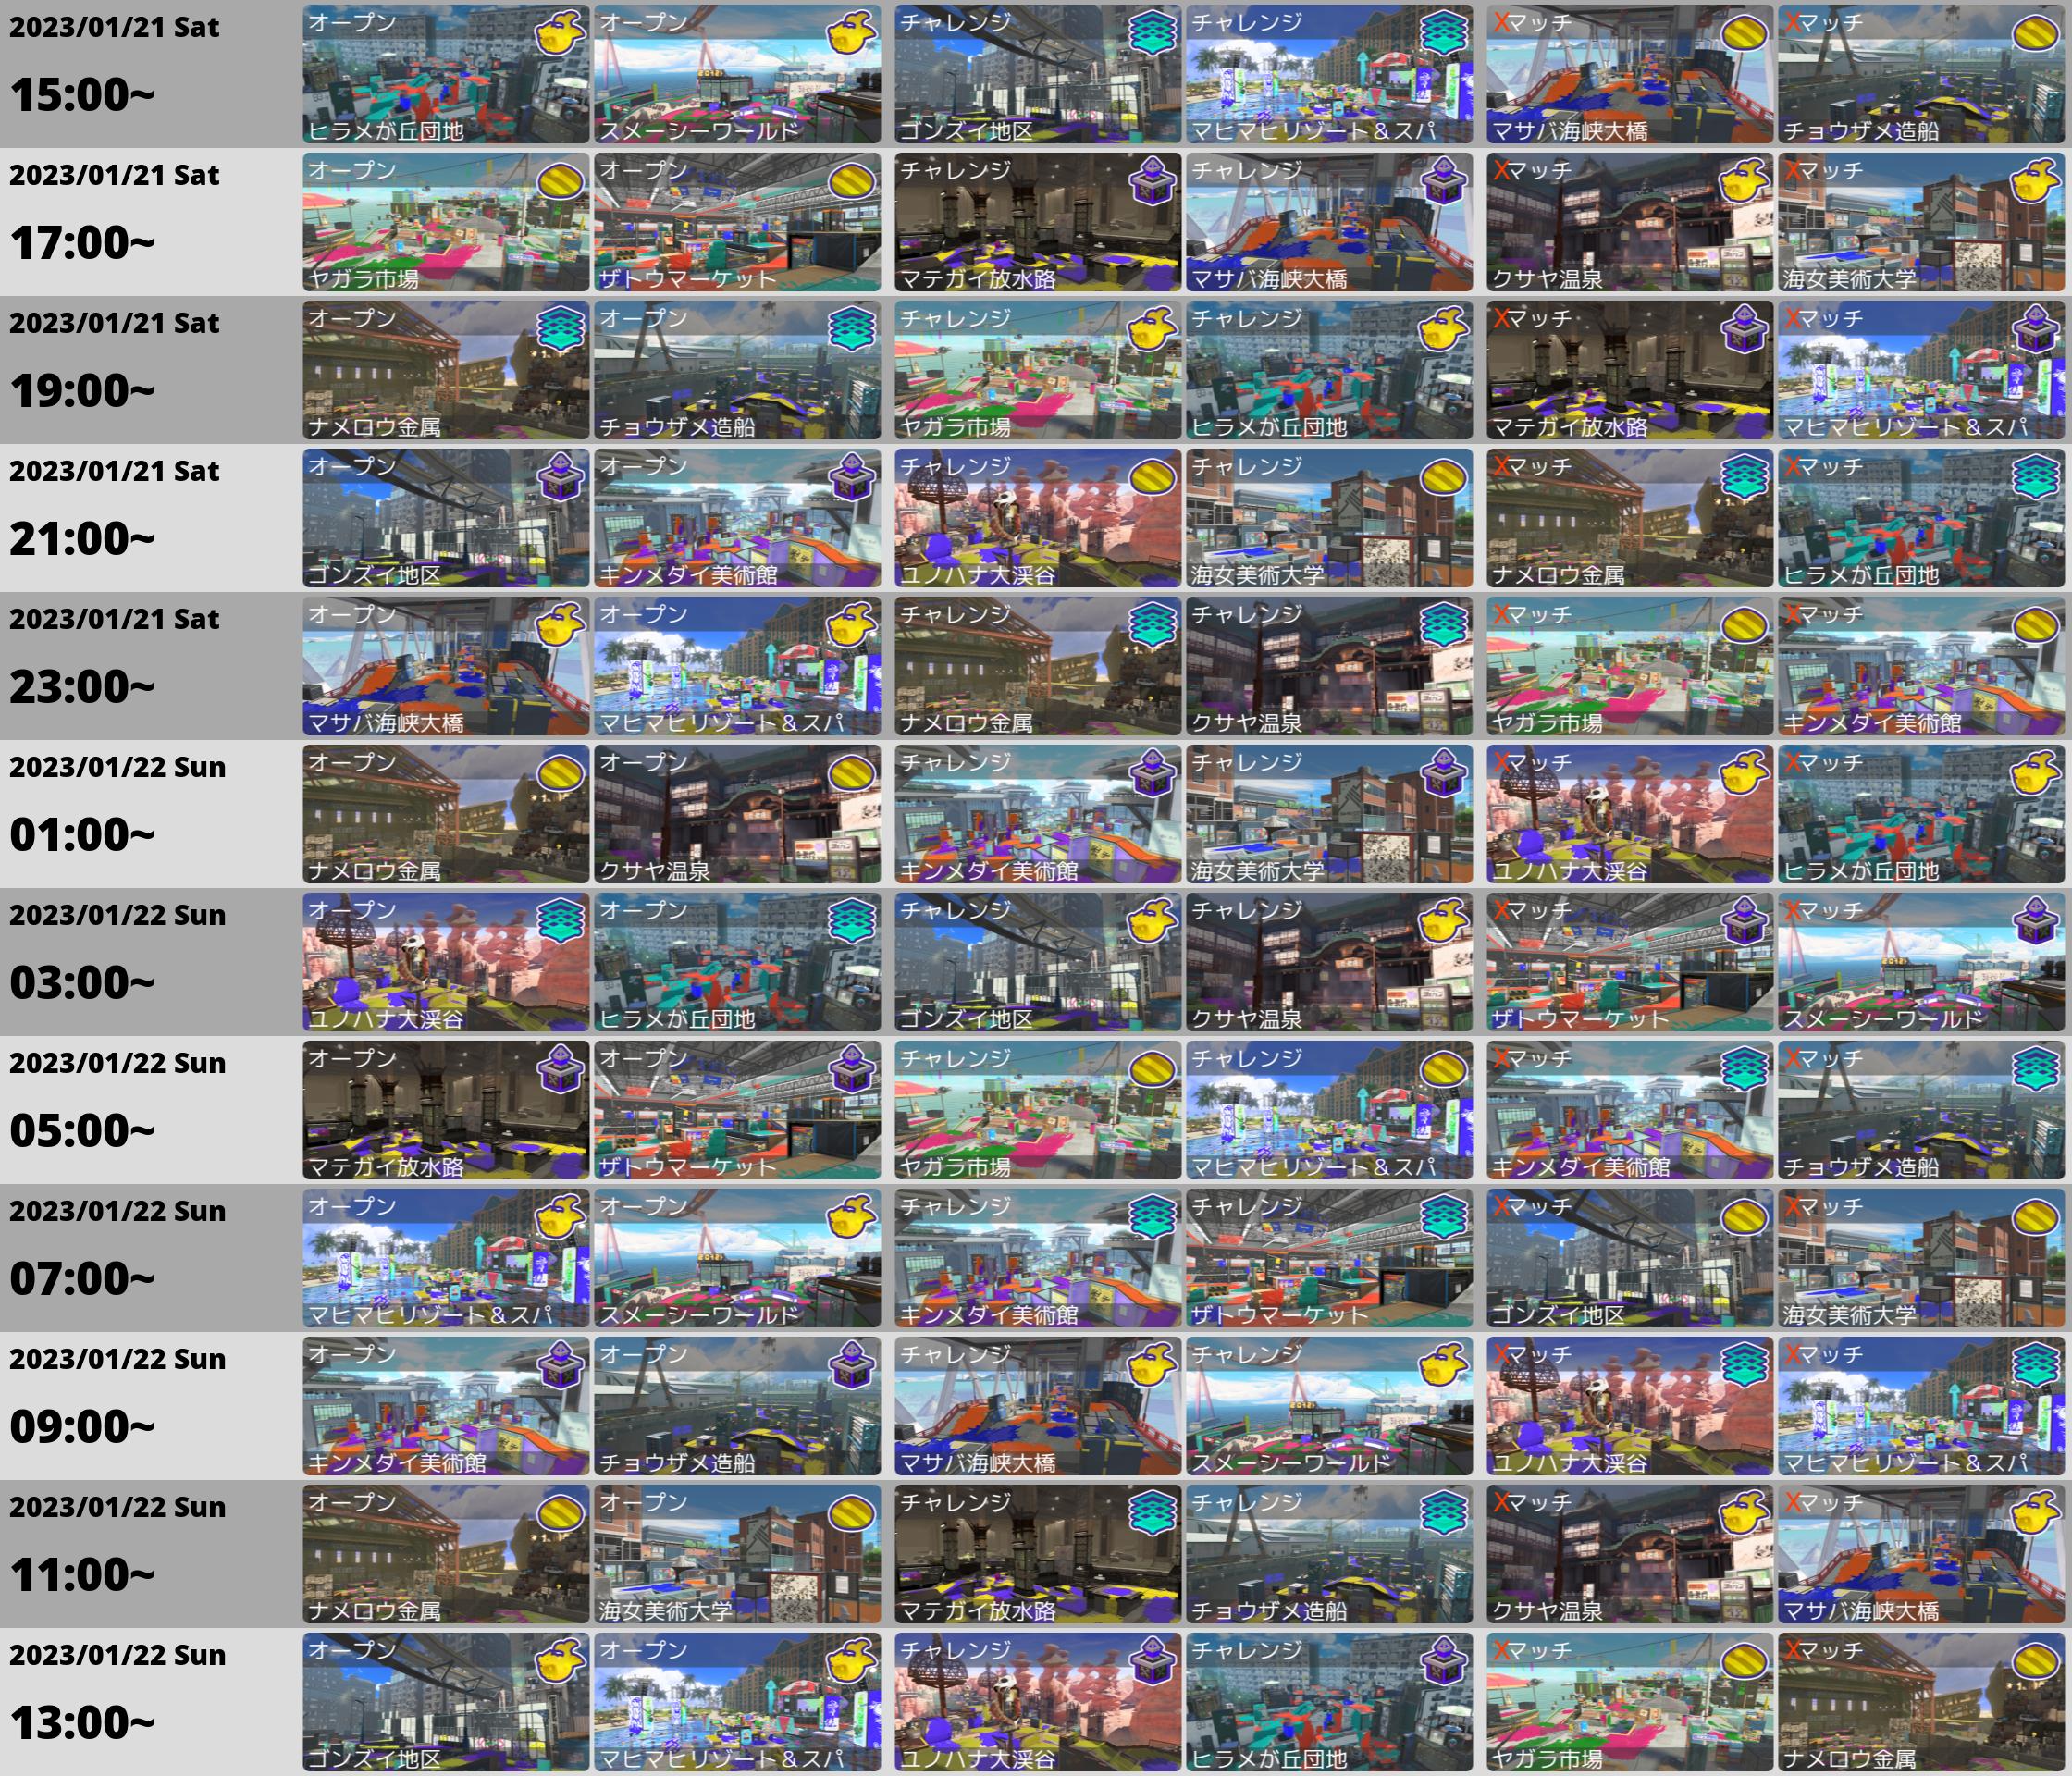 2023/01/21 Sat
15:00~
オープン
ヒラメが丘団地
オープン
スメーシーワールド
チャレンジ
ゴンズイ地区
チャレンジ
マヒマヒリゾート＆スパ
Xマッチ
マサバ海峡大橋
Xマッチ
チョウザメ造船
2023/01/21 Sat
17:00~
オープン
ヤガラ市場
オープン
ザトウマーケット
チャレンジ
マテガイ放水路
チャレンジ
マサバ海峡大橋
Xマッチ
クサヤ温泉
Xマッチ
海女美術大学
2023/01/21 Sat
19:00~
オープン
ナメロウ金属
オープン
チョウザメ造船
チャレンジ
ヤガラ市場
チャレンジ
ヒラメが丘団地
Xマッチ
マテガイ放水路
Xマッチ
マヒマヒリゾート＆スパ
2023/01/21 Sat
21:00~
オープン
ゴンズイ地区
オープン
キンメダイ美術館
チャレンジ
ユノハナ大渓谷
チャレンジ
海女美術大学
Xマッチ
ナメロウ金属
Xマッチ
ヒラメが丘団地
2023/01/21 Sat
23:00~
オープン
マサバ海峡大橋
オープン
マヒマヒリゾート＆スパ
チャレンジ
ナメロウ金属
チャレンジ
クサヤ温泉
Xマッチ
ヤガラ市場
Xマッチ
キンメダイ美術館
2023/01/22 Sun
01:00~
オープン
ナメロウ金属
オープン
クサヤ温泉
チャレンジ
キンメダイ美術館
チャレンジ
海女美術大学
Xマッチ
ユノハナ大渓谷
Xマッチ
ヒラメが丘団地
2023/01/22 Sun
03:00~
オープン
ユノハナ大渓谷
オープン
ヒラメが丘団地
チャレンジ
ゴンズイ地区
チャレンジ
クサヤ温泉
Xマッチ
ザトウマーケット
Xマッチ
スメーシーワールド
2023/01/22 Sun
05:00~
オープン
マテガイ放水路
オープン
ザトウマーケット
チャレンジ
ヤガラ市場
チャレンジ
マヒマヒリゾート＆スパ
Xマッチ
キンメダイ美術館
Xマッチ
チョウザメ造船
2023/01/22 Sun
07:00~
オープン
マヒマヒリゾート＆スパ
オープン
スメーシーワールド
チャレンジ
キンメダイ美術館
チャレンジ
ザトウマーケット
Xマッチ
ゴンズイ地区
Xマッチ
海女美術大学
2023/01/22 Sun
09:00~
オープン
キンメダイ美術館
オープン
チョウザメ造船
チャレンジ
マサバ海峡大橋
チャレンジ
スメーシーワールド
Xマッチ
ユノハナ大渓谷
Xマッチ
マヒマヒリゾート＆スパ
2023/01/22 Sun
11:00~
オープン
ナメロウ金属
オープン
海女美術大学
チャレンジ
マテガイ放水路
チャレンジ
チョウザメ造船
Xマッチ
クサヤ温泉
Xマッチ
マサバ海峡大橋
2023/01/22 Sun
13:00~
オープン
ゴンズイ地区
オープン
マヒマヒリゾート＆スパ
チャレンジ
ユノハナ大渓谷
チャレンジ
ヒラメが丘団地
Xマッチ
ヤガラ市場
Xマッチ
ナメロウ金属